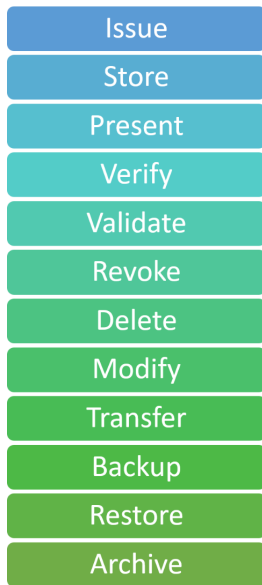 Issue
Store
Present
Verify
Validate
Revoke
Delete
Modify
Transfer
Backup
Restore
Archive